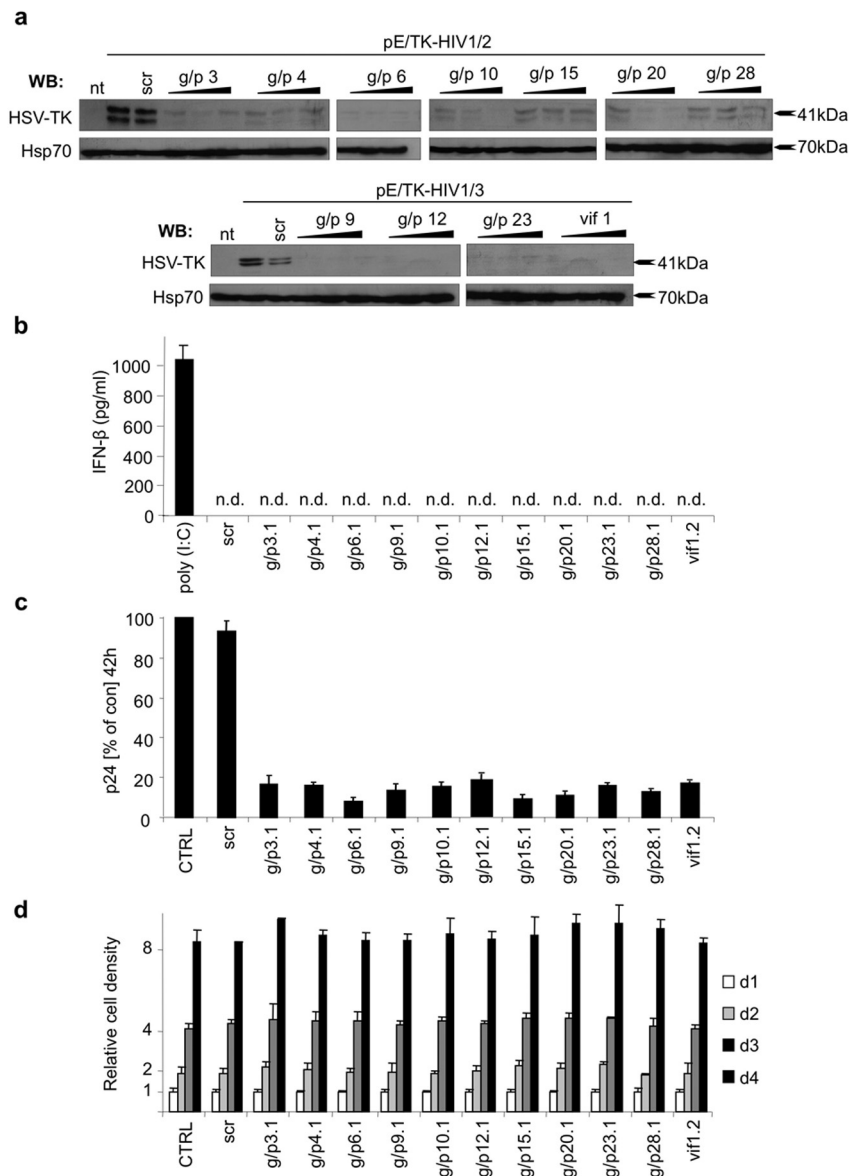 a
pE/TK-HIV1/2
WB: nt scr g/p 3 g/p 4 g/p 6 g/p 10 g/p 15 g/p 20 g/p 28
HSV-TK 41kDa
Hsp70 70kDa
pE/TK-HIV1/3
WB: nt scr g/p 9 g/p 12 g/p 23 vif 1
HSV-TK 41kDa
Hsp70 70kDa
b
IFN-β (pg/ml)
1000
800
600
400
200
0
n.d. n.d. n.d. n.d. n.d. n.d. n.d. n.d. n.d. n.d. n.d. n.d.
poly (I:C) scr g/p3.1 g/p4.1 g/p6.1 g/p9.1 g/p10.1 g/p12.1 g/p15.1 g/p20.1 g/p23.1 g/p28.1 vif1.2
c
p24 [% of con] 42h
100
80
60
40
20
0
CTRL scr g/p3.1 g/p4.1 g/p6.1 g/p9.1 g/p10.1 g/p12.1 g/p15.1 g/p20.1 g/p23.1 g/p28.1 vif1.2
d
Relative cell density
8
4
2
1
d1
d2
d3
d4
CTRL scr g/p3.1 g/p4.1 g/p6.1 g/p9.1 g/p10.1 g/p12.1 g/p15.1 g/p20.1 g/p23.1 g/p28.1 vif1.2